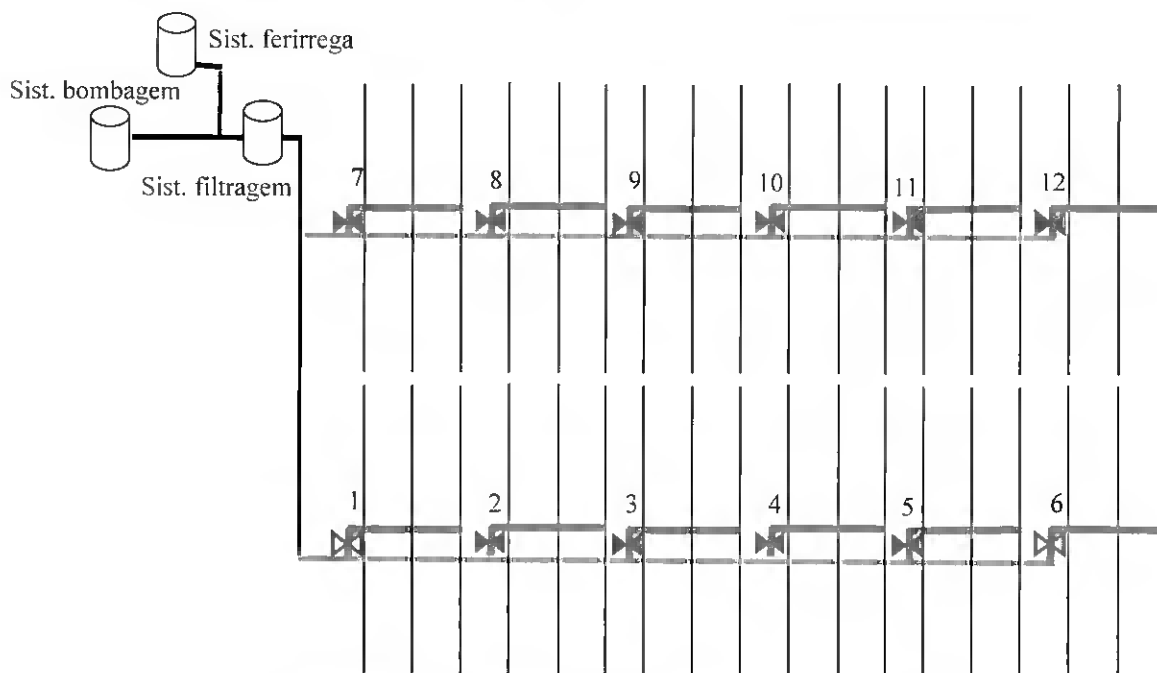 Sist. ferirrega
Sist. bombagem
Sist. filtragem
7 8 9 10 11 12
1 2 3 4 5 6